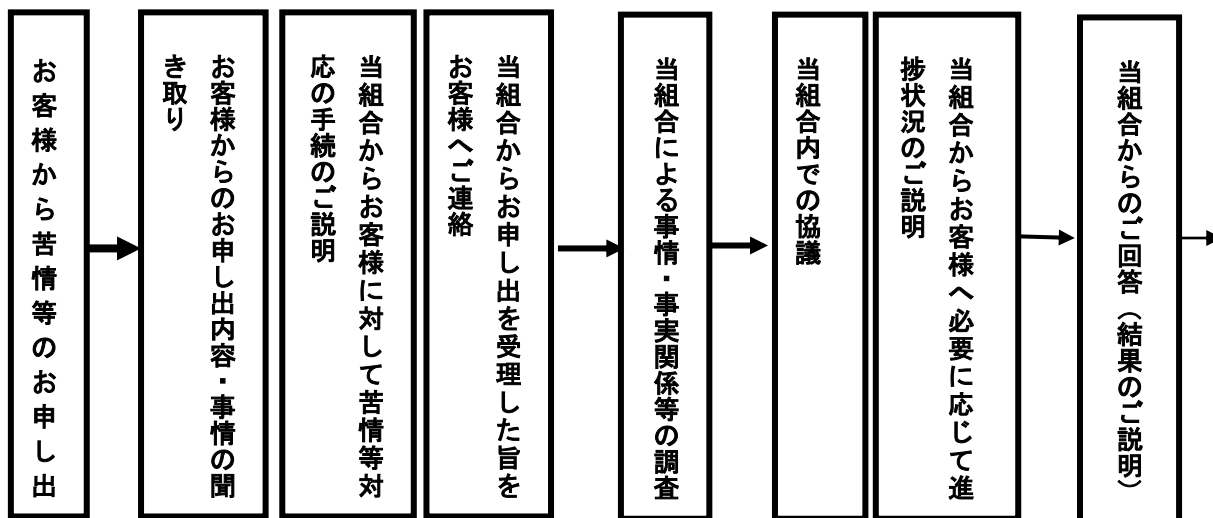 お客様から苦情等のお申し出
お客様からのお申し出内容・事情の聞
き取り
当組合からお客様に対して苦情等対
応の手続のご説明
当組合からお申し出を受理した旨を
お客様へご連絡
当組合による事情・事実関係等の調査
当組合内での協議
当組合からお客様へ必要に応じて進
捗状況のご説明
当組合からのご回答（結果のご説明）